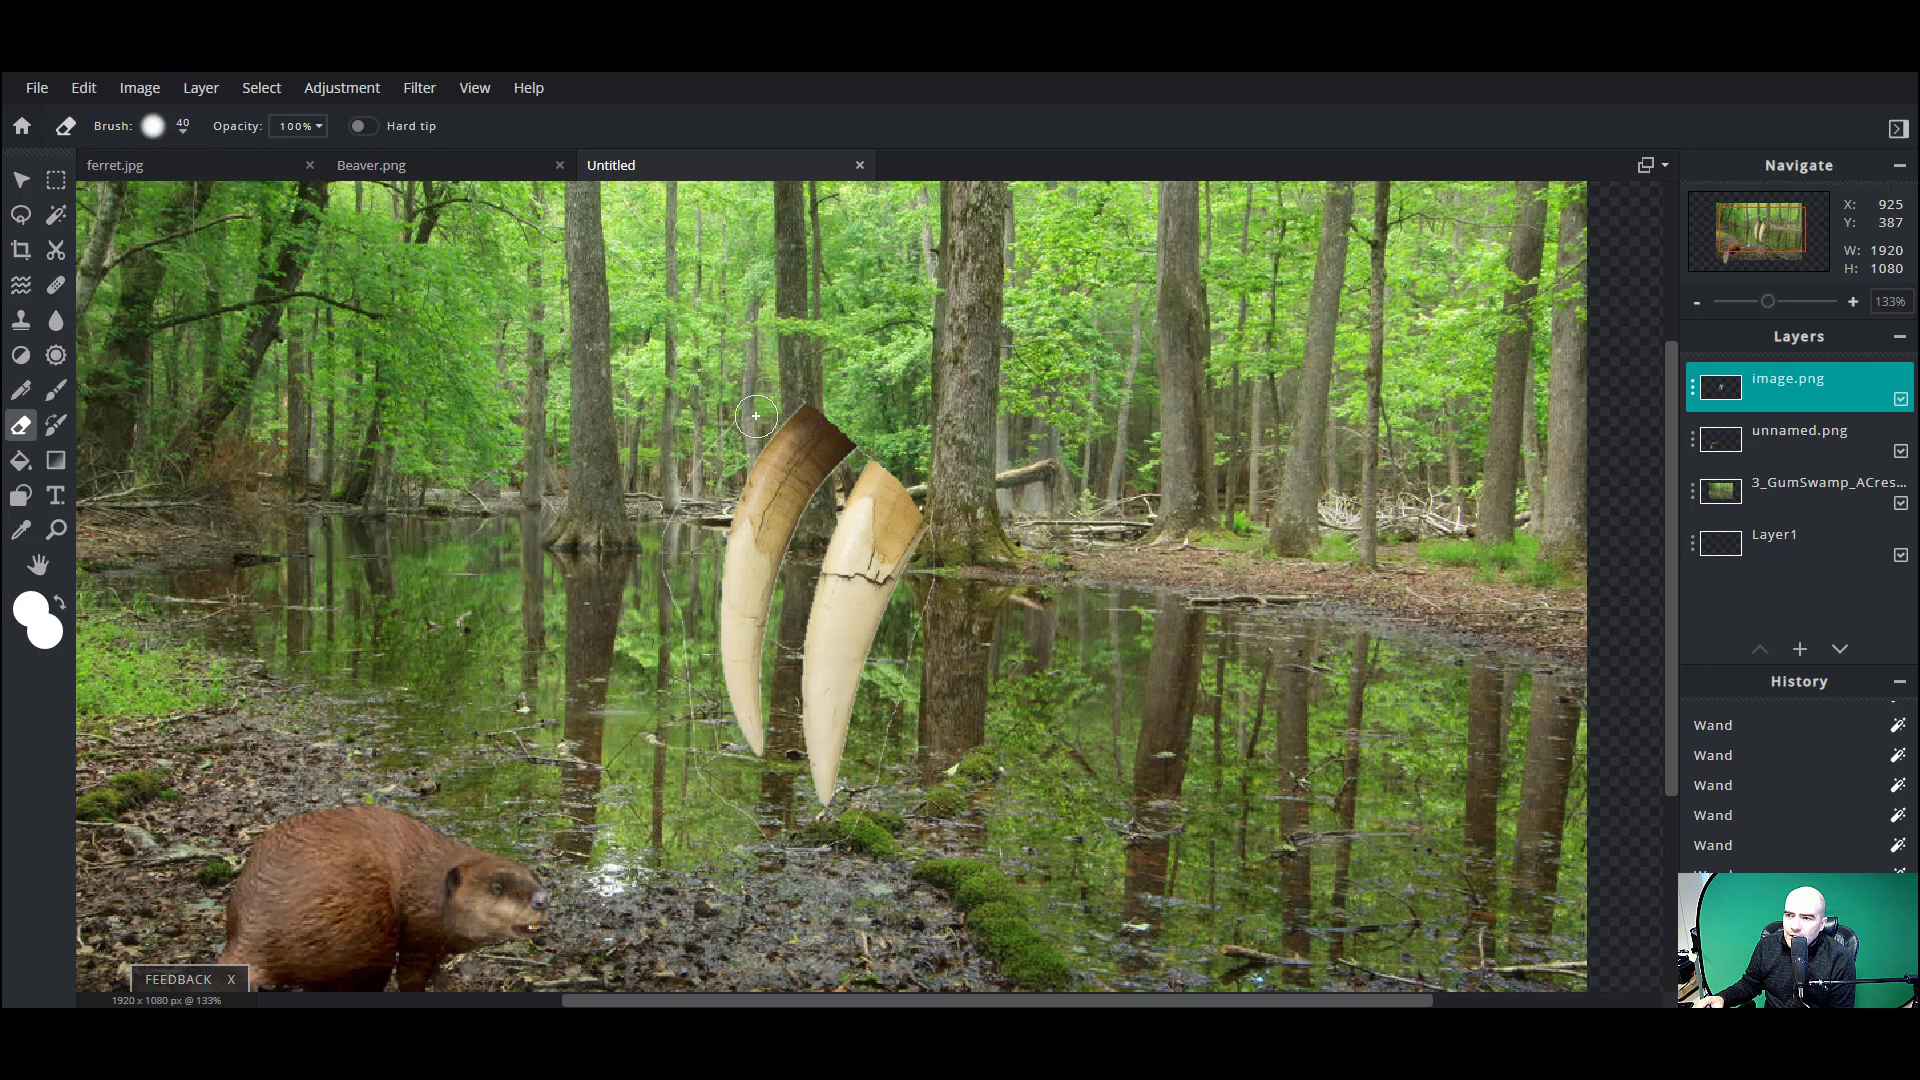 File Edit Image Layer Select Adjustment Filter View Help
Brush: 40 Opacity: 100% Hard tip
ferret.jpg Beaver.png Untitled
Navigate
X: 925
Y: 387
W: 1920
H: 1080
- + 133%
Layers
image.png
unnamed.png
3_GumSwamp_ACres...
Layer1
History
Wand
Wand
Wand
Wand
Wand
FEEDBACK X
1920 x 1080 px @ 133%